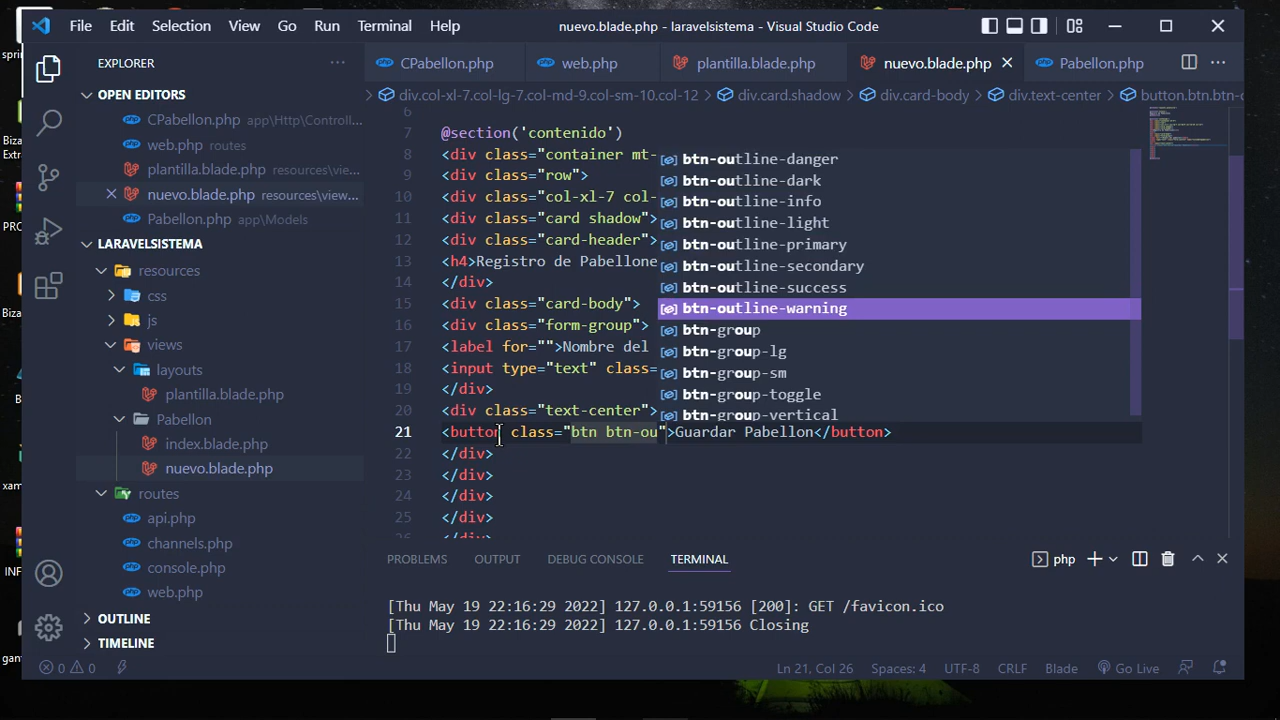 File Edit Selection View Go Run Terminal Help nuevo.blade.php - laravelsistema - Visual Studio Code
EXPLORER
OPEN EDITORS
CPabellon.php app\Http\Controll...
web.php routes
plantilla.blade.php resources\vie...
nuevo.blade.php resources\view...
Pabellon.php app\Models
LARAVELSISTEMA
resources
css
js
views
layouts
plantilla.blade.php
Pabellon
index.blade.php
nuevo.blade.php
routes
api.php
channels.php
console.php
web.php
OUTLINE
TIMELINE
CPabellon.php web.php plantilla.blade.php nuevo.blade.php Pabellon.php
div.col-xl-7.col-lg-7.col-md-9.col-sm-10.col-12 > div.card.shadow > div.card-body > div.text-center > button.btn.btn-o
6
7 @section('contenido')
8 <div class="container mt-
9 <div class="row">
10 <div class="col-xl-7 col-
11 <div class="card shadow">
12 <div class="card-header">
13 <h4>Registro de Pabellone
14 </div>
15 <div class="card-body">
16 <div class="form-group">
17 <label for="">Nombre del
18 <input type="text" class=
19 </div>
20 <div class="text-center">
21 <button class="btn btn-ou">Guardar Pabellon</button>
22 </div>
23 </div>
24 </div>
25 </div>
26 </div>
btn-outline-danger
btn-outline-dark
btn-outline-info
btn-outline-light
btn-outline-primary
btn-outline-secondary
btn-outline-success
btn-outline-warning
btn-group
btn-group-lg
btn-group-sm
btn-group-toggle
btn-group-vertical
PROBLEMS OUTPUT DEBUG CONSOLE TERMINAL php
[Thu May 19 22:16:29 2022] 127.0.0.1:59156 [200]: GET /favicon.ico
[Thu May 19 22:16:29 2022] 127.0.0.1:59156 Closing
0 0 Ln 21, Col 26 Spaces: 4 UTF-8 CRLF Blade Go Live